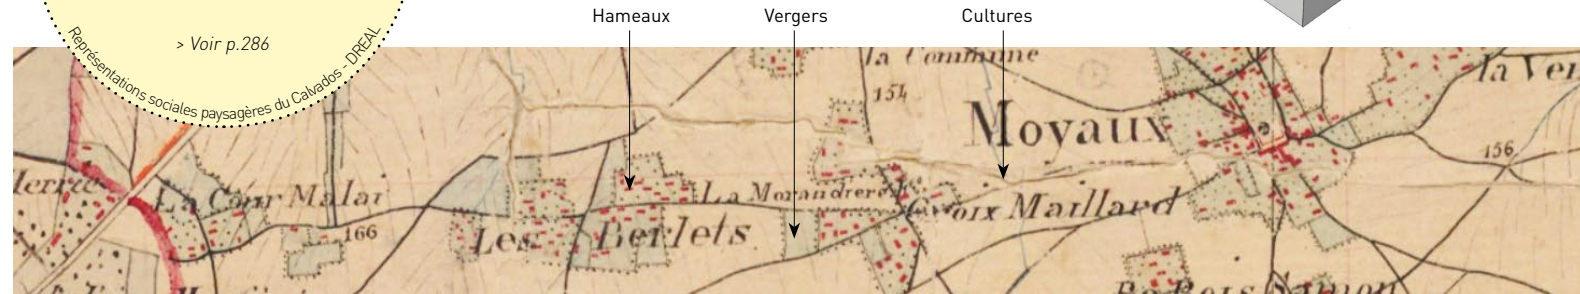 Hameaux
Vergers
Cultures
> Voir p.286
Représentations sociales paysagères du Calvados - DREAL
la Commune
la Ven
154
Moyaux
156
La Cour Malar
La Morandrere
Croix Maillard
166
Les Berlets